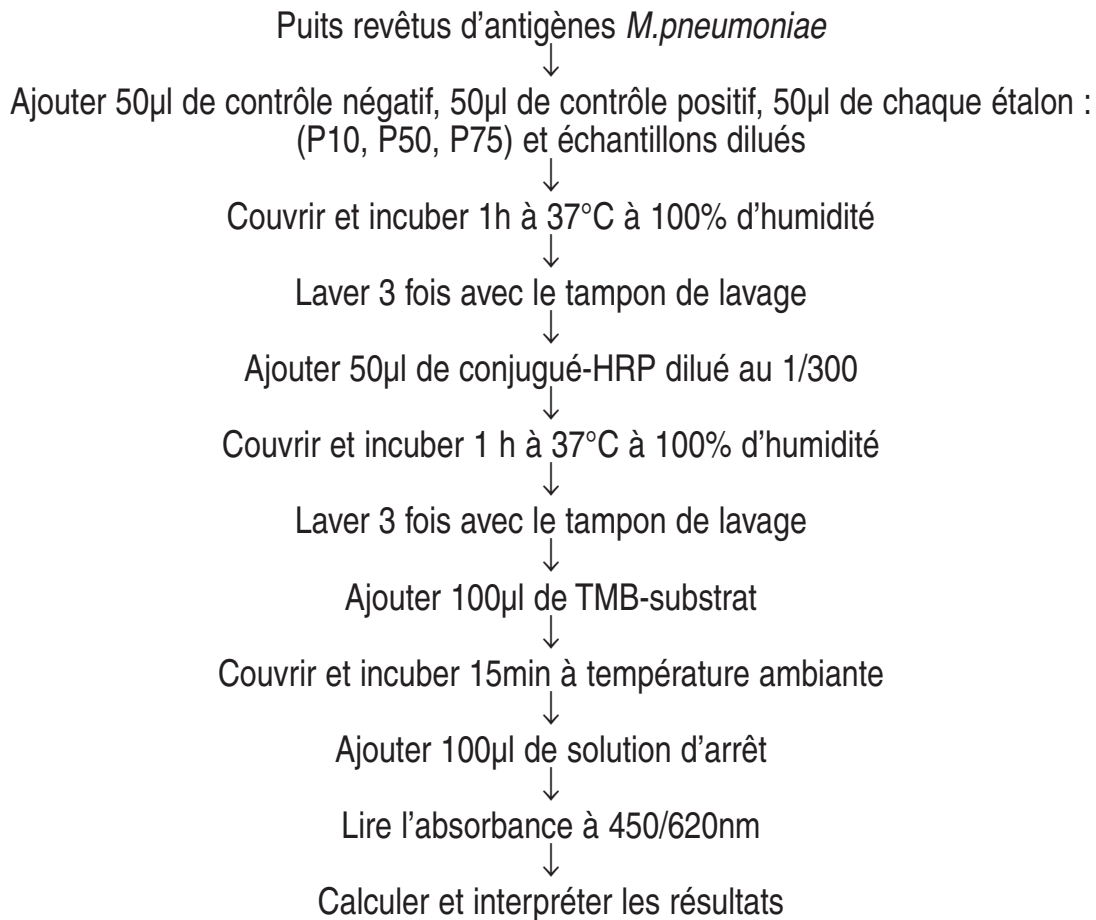 Puits revêtus d'antigènes M.pneumoniae
↓
Ajouter 50µl de contrôle négatif, 50µl de contrôle positif, 50µl de chaque étalon :
(P10, P50, P75) et échantillons dilués
↓
Couvrir et incuber 1h à 37°C à 100% d'humidité
↓
Laver 3 fois avec le tampon de lavage
↓
Ajouter 50µl de conjugué-HRP dilué au 1/300
↓
Couvrir et incuber 1 h à 37°C à 100% d'humidité
↓
Laver 3 fois avec le tampon de lavage
↓
Ajouter 100µl de TMB-substrat
↓
Couvrir et incuber 15min à température ambiante
↓
Ajouter 100µl de solution d'arrêt
↓
Lire l'absorbance à 450/620nm
↓
Calculer et interpréter les résultats